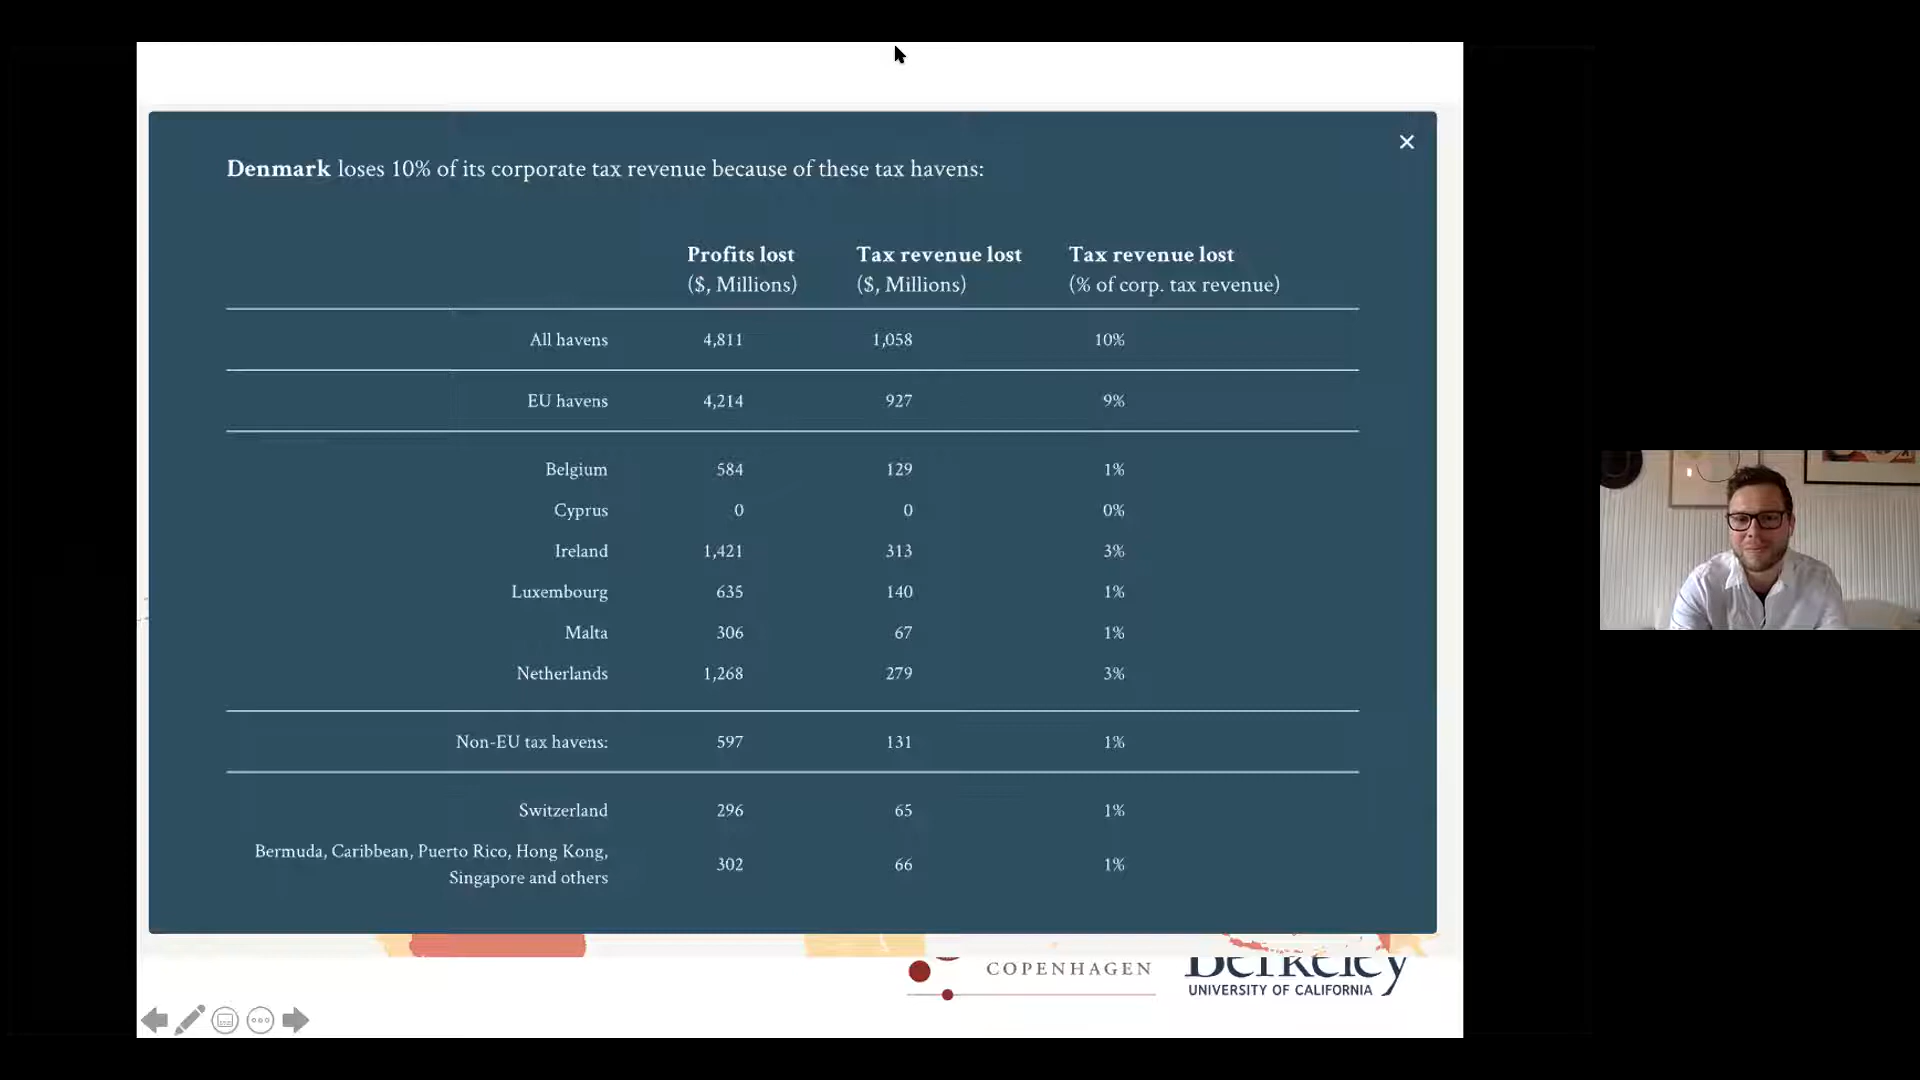 Denmark loses 10% of its corporate tax revenue because of these tax havens:
Profits lost Tax revenue lost Tax revenue lost
($, Millions) ($, Millions) (% of corp. tax revenue)
All havens 4,811 1,058 10%
EU havens 4,214 927 9%
Belgium 584 129 1%
Cyprus 0 0 0%
Ireland 1,421 313 3%
Luxembourg 635 140 1%
Malta 306 67 1%
Netherlands 1,268 279 3%
Non-EU tax havens: 597 131 1%
Switzerland 296 65 1%
Bermuda, Caribbean, Puerto Rico, Hong Kong,
Singapore and others 302 66 1%
COPENHAGEN Berkeley
UNIVERSITY OF CALIFORNIA